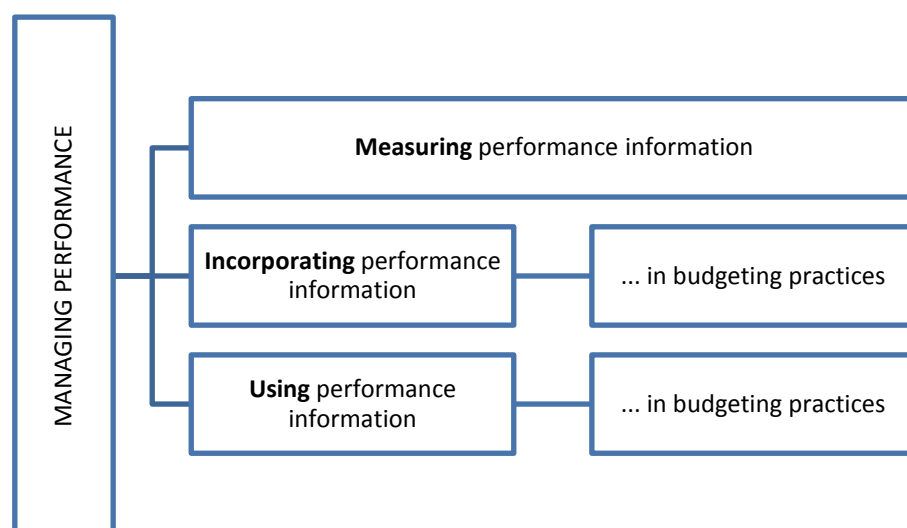 MANAGING PERFORMANCE
Measuring performance information
Incorporating performance
information
... in budgeting practices
Using performance
information
... in budgeting practices